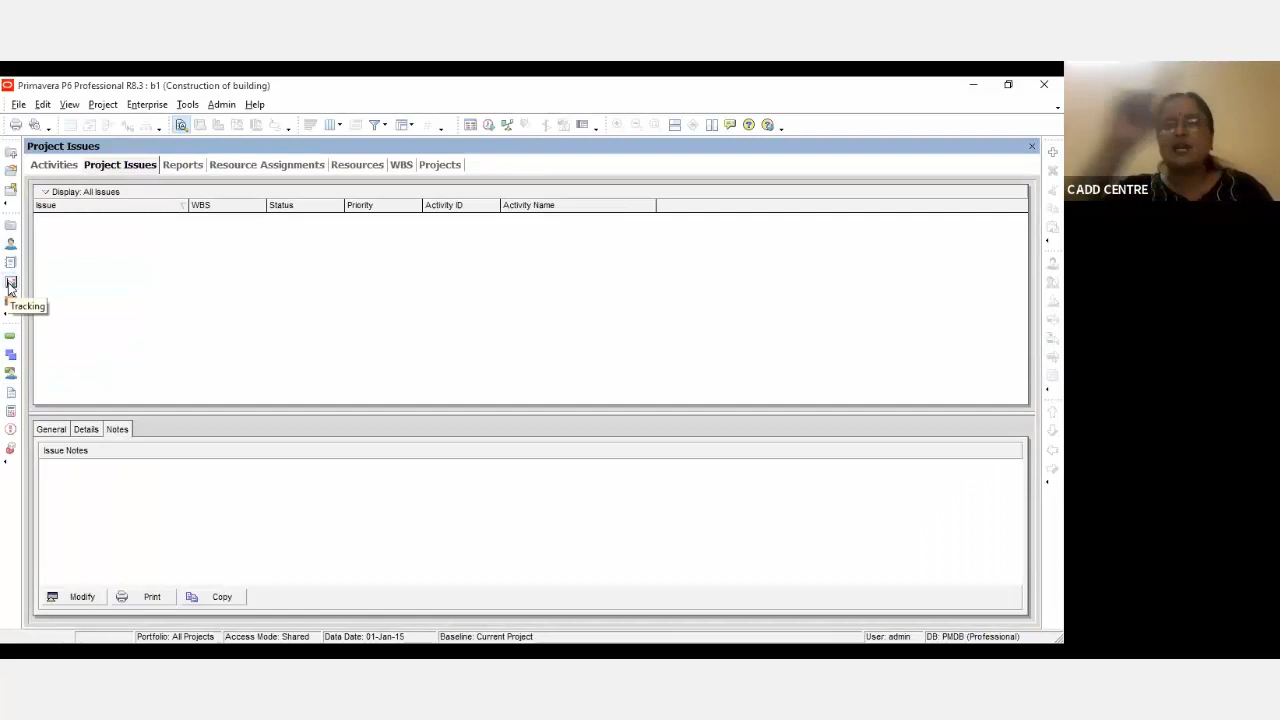 Primavera P6 Professional R8.3 : b1 (Construction of building)
File Edit View Project Enterprise Tools Admin Help
Project Issues
Activities Project Issues Reports Resource Assignments Resources WBS Projects
Display: All Issues
Issue WBS Status Priority Activity ID Activity Name
Tracking
General Details Notes
Issue Notes
Modify Print Copy
Portfolio: All Projects Access Mode: Shared Data Date: 01-Jan-15 Baseline: Current Project User: admin DB: PMDB (Professional)
CADD CENTRE